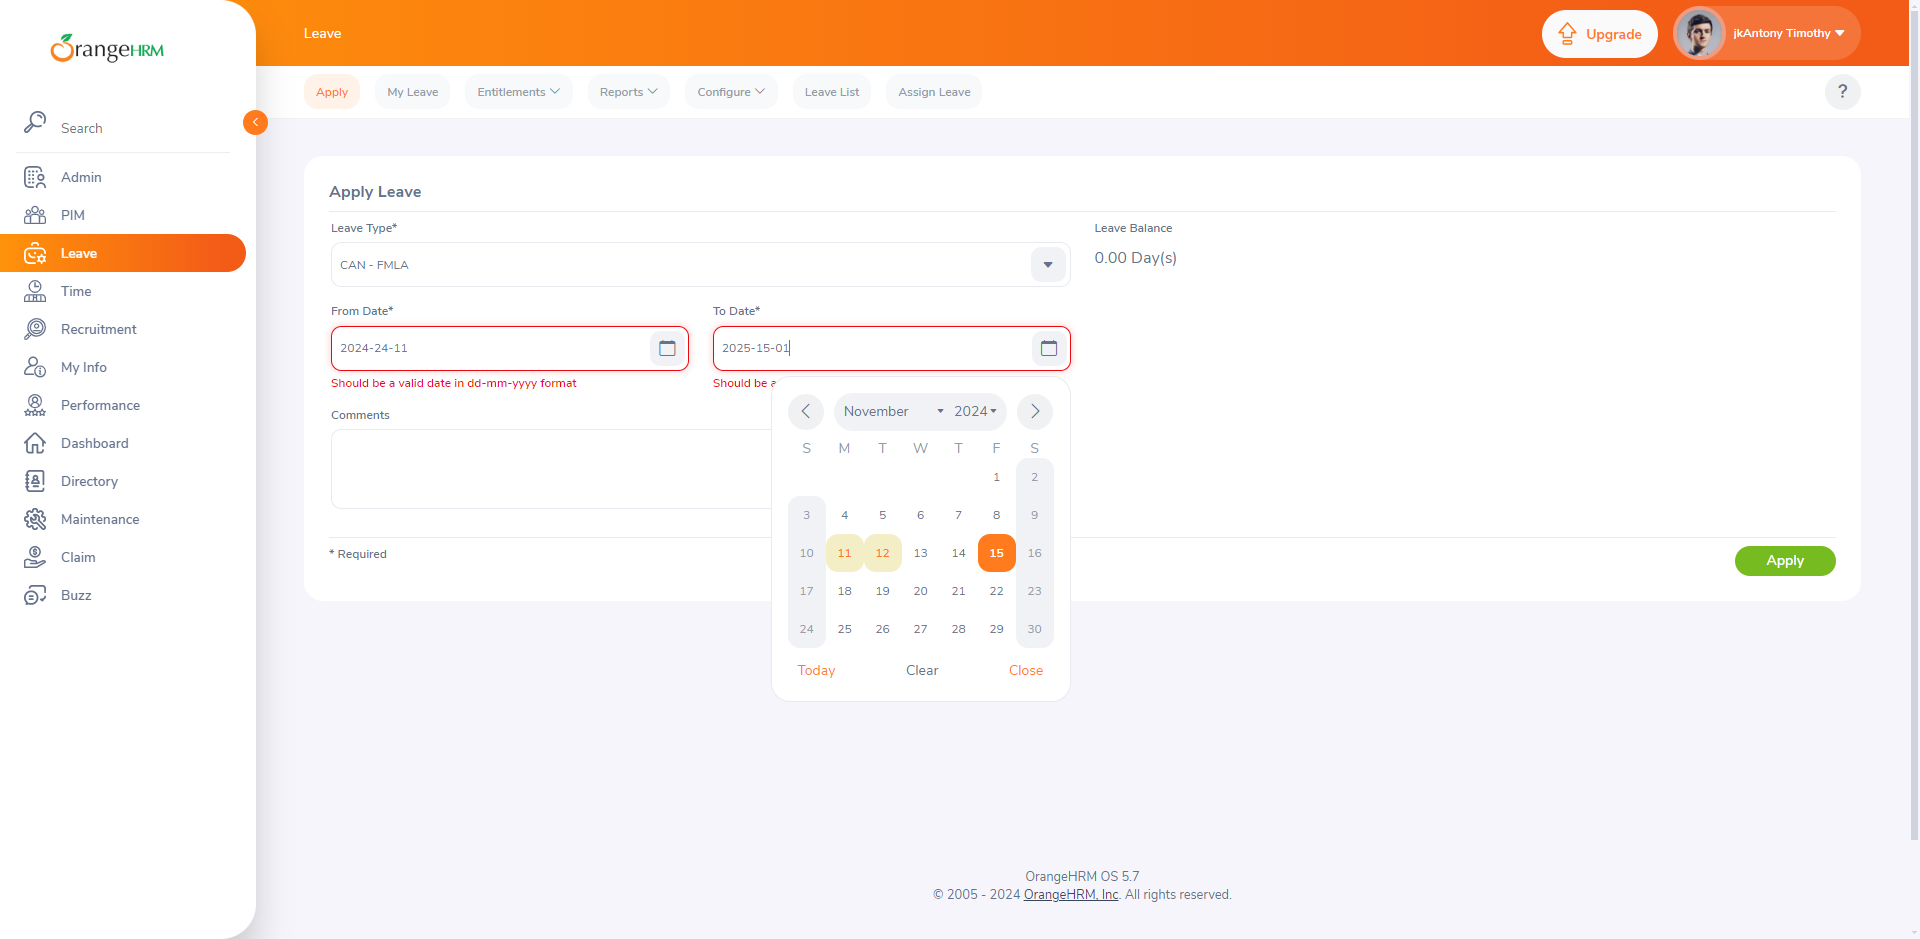 OrangeHRM
Search
Admin
PIM
Leave
Time
Recruitment
My Info
Performance
Dashboard
Directory
Maintenance
Claim
Buzz
Leave
Upgrade
jkAntony Timothy
Apply
My Leave
Entitlements
Reports
Configure
Leave List
Assign Leave
?
Apply Leave
Leave Type*
Leave Balance
CAN - FMLA
0.00 Day(s)
From Date*
To Date*
2024-24-11
2025-15-01
Should be a valid date in dd-mm-yyyy format
Should be a
Comments
November 2024
S M T W T F S
1 2
3 4 5 6 7 8 9
10 11 12 13 14 15 16
17 18 19 20 21 22 23
24 25 26 27 28 29 30
Today Clear Close
* Required
Apply
OrangeHRM OS 5.7
© 2005 - 2024 OrangeHRM, Inc. All rights reserved.